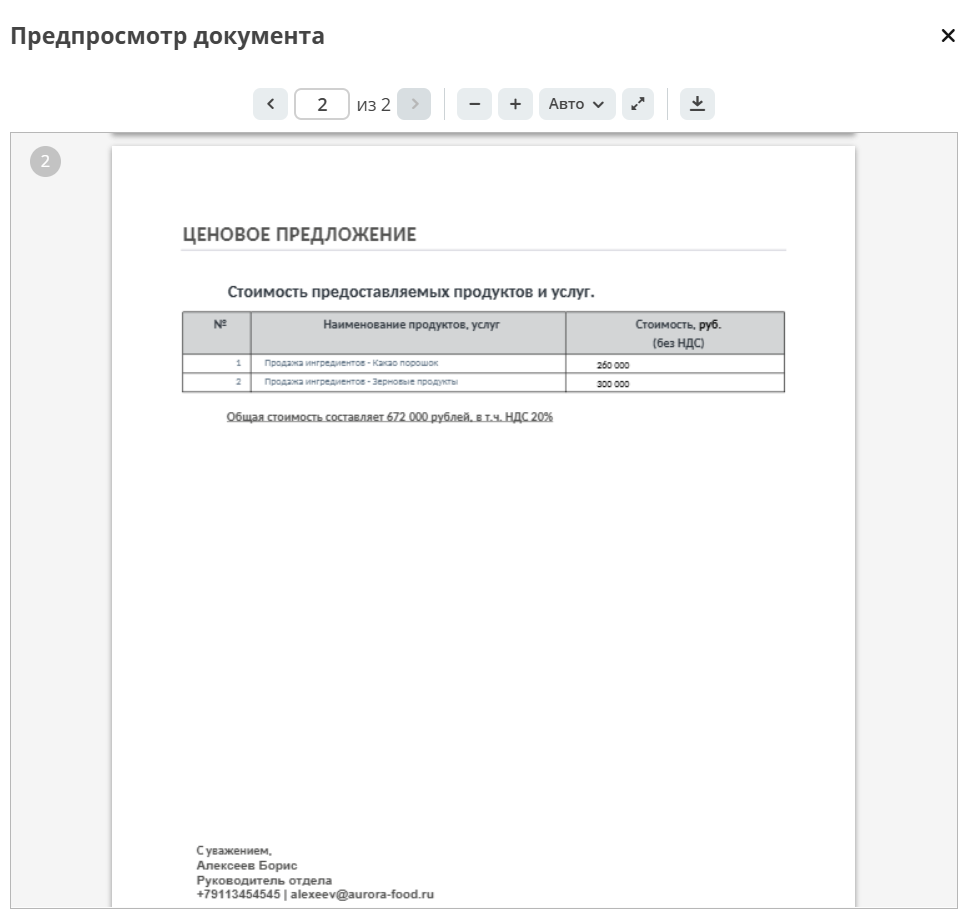 Предпросмотр документа
2 из 2 Авто
2
ЦЕНОВОЕ ПРЕДЛОЖЕНИЕ
Стоимость предоставляемых продуктов и услуг.
№ Наименование продуктов, услуг Стоимость, руб.
(без НДС)
1 Продажа ингредиентов - Какао порошок 260 000
2 Продажа ингредиентов - Зерновые продукты 300 000
Общая стоимость составляет 672 000 рублей, в т.ч. НДС 20%
С уважением,
Алексеев Борис
Руководитель отдела
+79113454545 | alexeev@aurora-food.ru